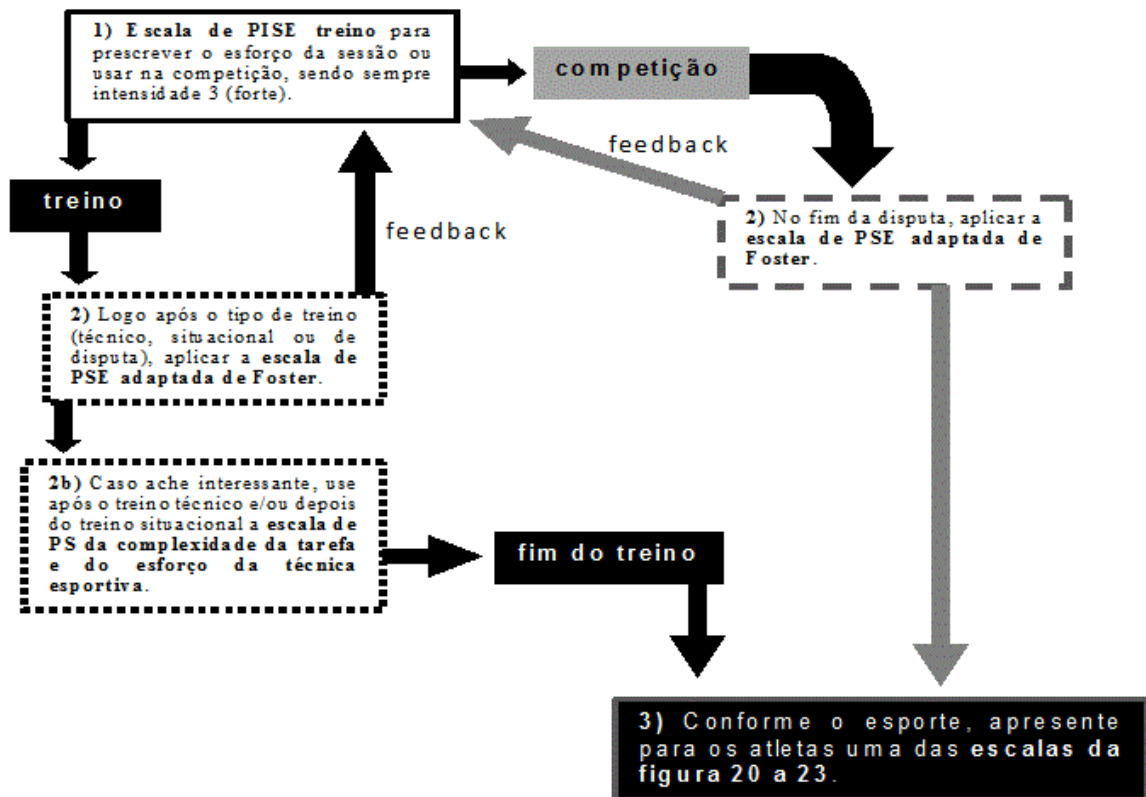 1) Escala de PISE treino para
prescrever o esforço da sessão ou
usar na competição, sendo sempre
intensidade 3 (forte).
competição
feedback
treino
feedback
2) No fim da disputa, aplicar a
escala de PSE adaptada de
Foster.
2) Logo após o tipo de treino
(técnico, situacional ou de
disputa), aplicar a escala de
PSE adaptada de Foster.
2b) Caso ache interessante, use
após o treino técnico e/ou depois
do treino situacional a escala de
PS da complexidade da tarefa
e do esforço da técnica
esportiva.
fim do treino
3) Conforme o esporte, apresente
para os atletas uma das escalas da
figura 20 a 23.